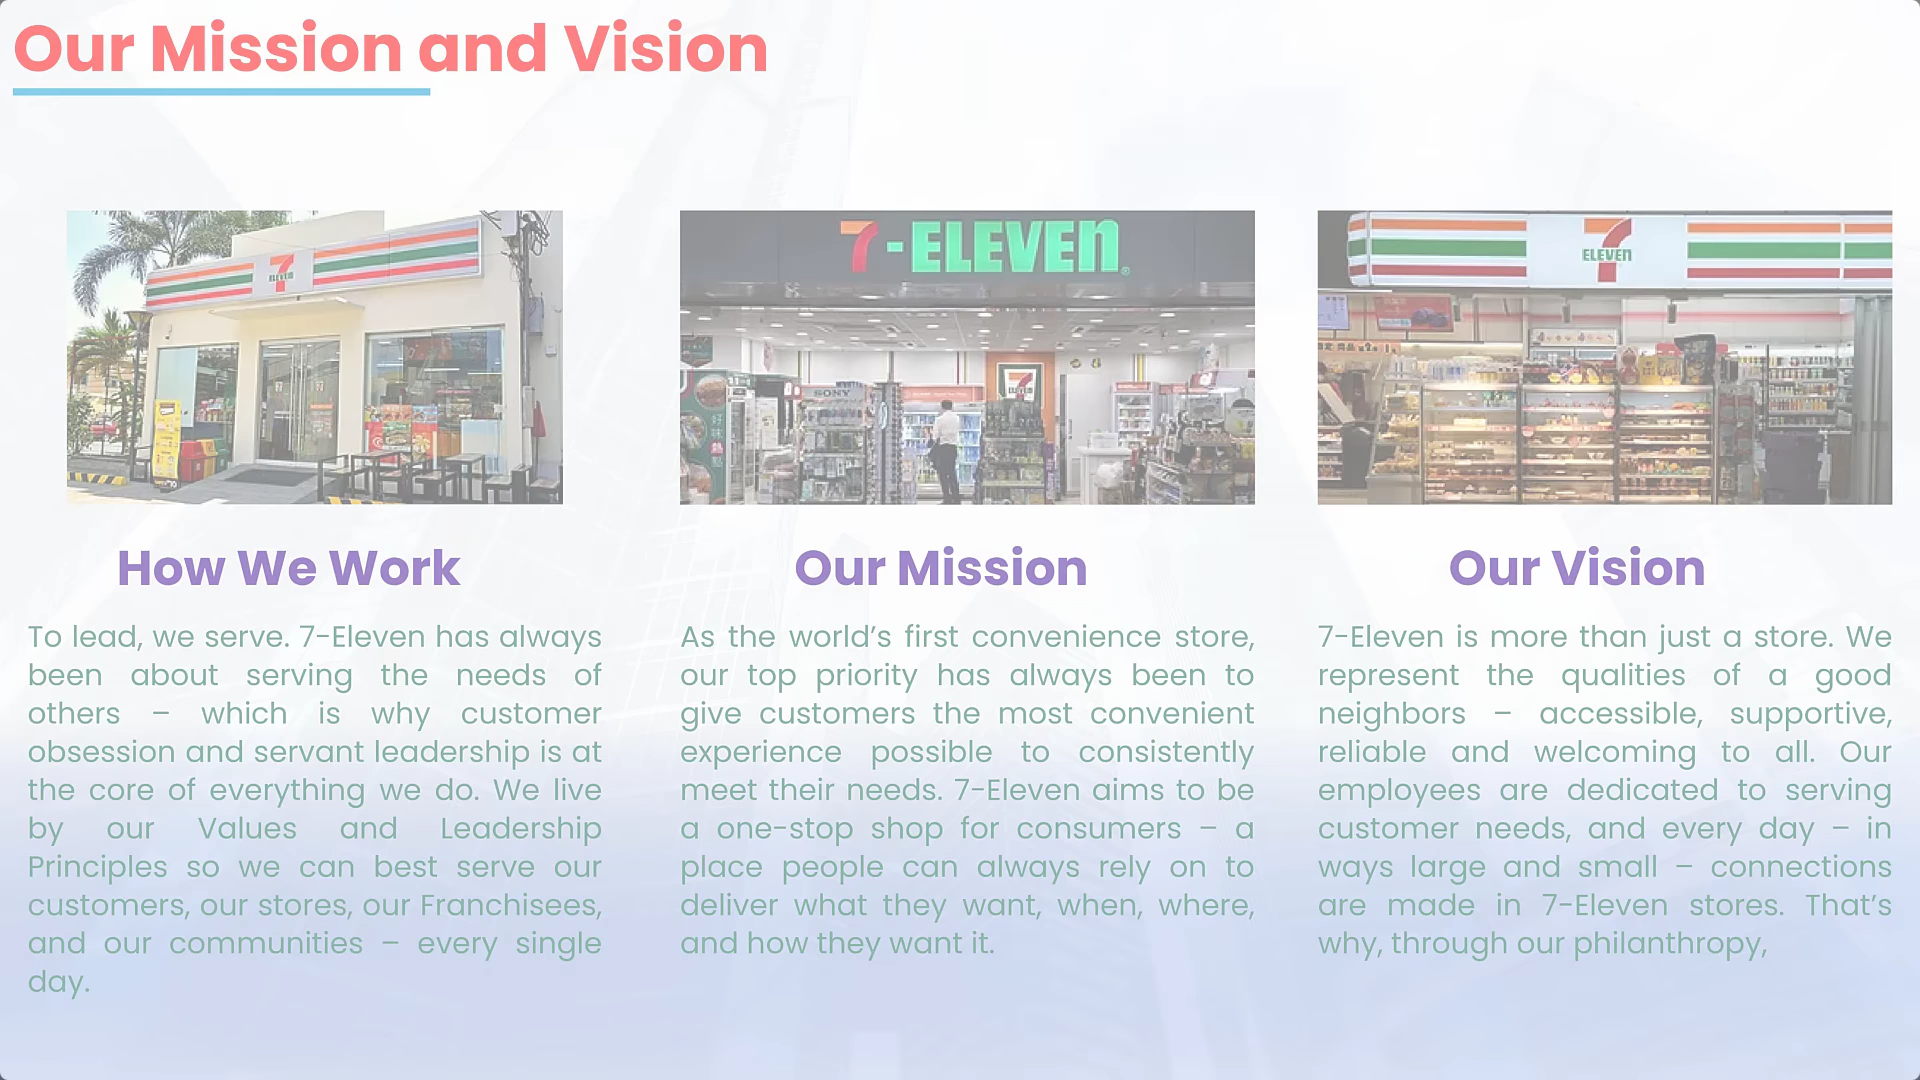 Our Mission and Vision
ELEVEN
7-ELEVEN
7
ELEVEN
SONY
How We Work
To lead, we serve. 7-Eleven has always
been about serving the needs of
others – which is why customer
obsession and servant leadership is at
the core of everything we do. We live
by our Values and Leadership
Principles so we can best serve our
customers, our stores, our Franchisees,
and our communities – every single
day.
Our Mission
As the world’s first convenience store,
our top priority has always been to
give customers the most convenient
experience possible to consistently
meet their needs. 7-Eleven aims to be
a one-stop shop for consumers – a
place people can always rely on to
deliver what they want, when, where,
and how they want it.
Our Vision
7-Eleven is more than just a store. We
represent the qualities of a good
neighbors – accessible, supportive,
reliable and welcoming to all. Our
employees are dedicated to serving
customer needs, and every day – in
ways large and small – connections
are made in 7-Eleven stores. That’s
why, through our philanthropy,